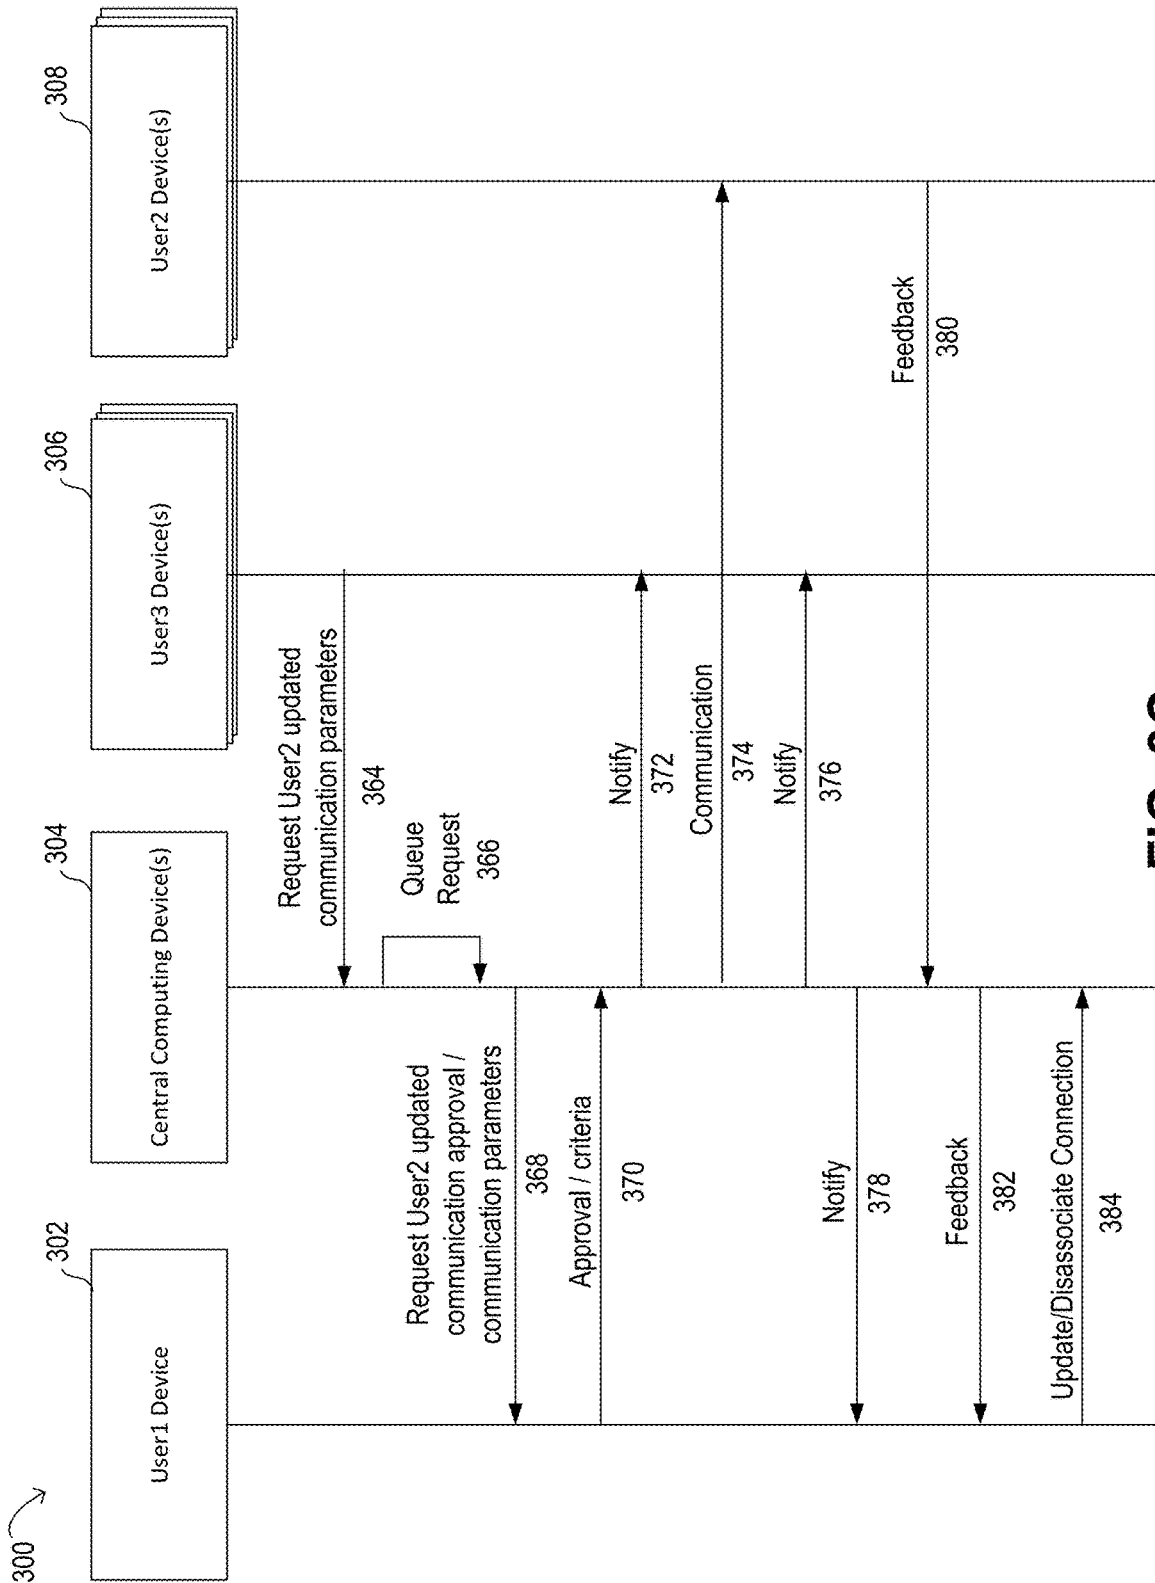 300
302
304
306
308
User1 Device
Central Computing Device(s)
User3 Device(s)
User2 Device(s)
Request User2 updated
communication parameters
364
Queue
Request
366
Request User2 updated
communication approval /
communication parameters
368
Approval / criteria
370
Notify
372
Communication
374
Notify
376
Notify
378
Feedback
380
Feedback
382
Update/Disassociate Connection
384